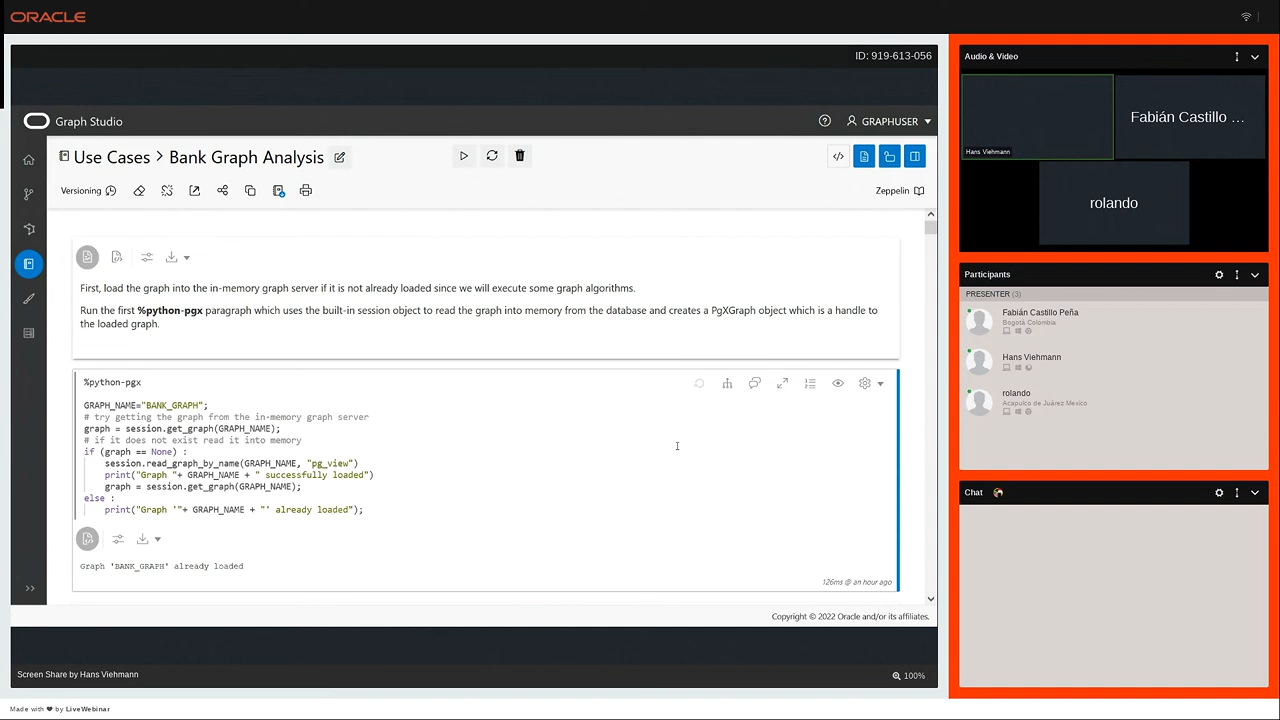 ORACLE
ID: 919-613-056
Graph Studio
GRAPHUSER
Use Cases > Bank Graph Analysis
Versioning
Zeppelin
First, load the graph into the in-memory graph server if it is not already loaded since we will execute some graph algorithms.
Run the first %python-pgx paragraph which uses the built-in session object to read the graph into memory from the database and creates a PgXGraph object which is a handle to
the loaded graph.
%python-pgx
GRAPH_NAME="BANK_GRAPH";
# try getting the graph from the in-memory graph server
graph = session.get_graph(GRAPH_NAME);
# if it does not exist read it into memory
if (graph == None) :
session.read_graph_by_name(GRAPH_NAME, "pg_view")
print("Graph "+ GRAPH_NAME + " successfully loaded")
graph = session.get_graph(GRAPH_NAME);
else :
print("Graph '"+ GRAPH_NAME + "' already loaded");
Graph 'BANK_GRAPH' already loaded
126ms @ an hour ago
Copyright © 2022 Oracle and/or its affiliates.
Screen Share by Hans Viehmann
100%
Made with ❤ by LiveWebinar
Audio & Video
Hans Viehmann
Fabián Castillo ...
rolando
Participants
PRESENTER (3)
Fabián Castillo Peña
Bogotá Colombia
Hans Viehmann
rolando
Acapulco de Juárez Mexico
Chat